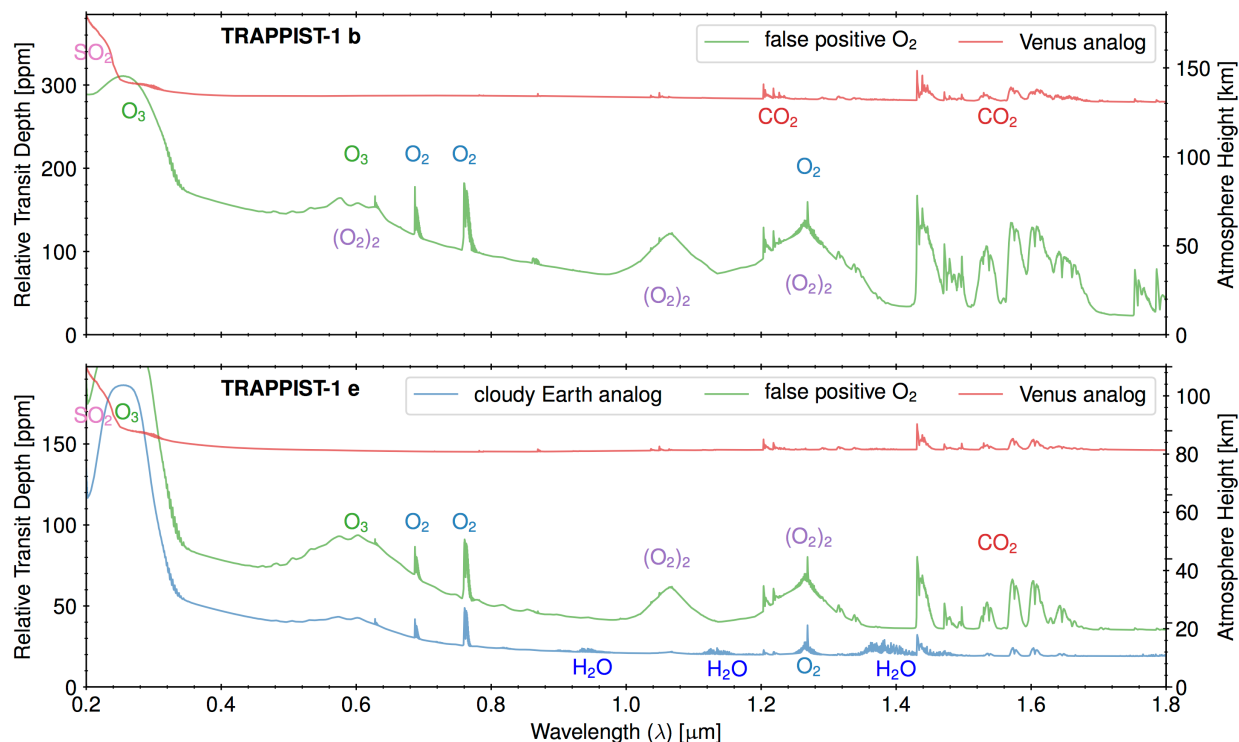 TRAPPIST-1 b
false positive O₂
Venus analog
Relative Transit Depth [ppm]
0
100
200
300
Atmosphere Height [km]
0
50
100
150
SO₂
O₃
O₃
O₂
O₂
O₂
CO₂
CO₂
(O₂)₂
(O₂)₂
(O₂)₂
TRAPPIST-1 e
cloudy Earth analog
false positive O₂
Venus analog
Relative Transit Depth [ppm]
0
50
100
150
Atmosphere Height [km]
0
20
40
60
80
100
SO₂
O₃
O₃
O₂
O₂
(O₂)₂
(O₂)₂
CO₂
H₂O
H₂O
O₂
H₂O
0.2
0.4
0.6
0.8
1.0
1.2
1.4
1.6
1.8
Wavelength (λ) [μm]